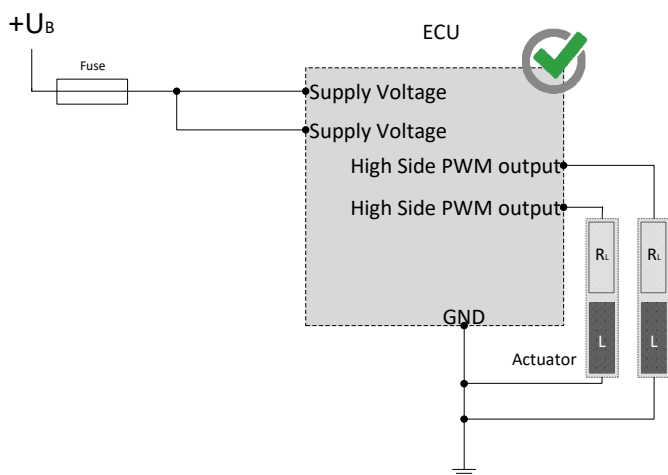 +UB
ECU
Fuse
Supply Voltage
Supply Voltage
High Side PWM output
High Side PWM output
RL
RL
GND
Actuator
L
L